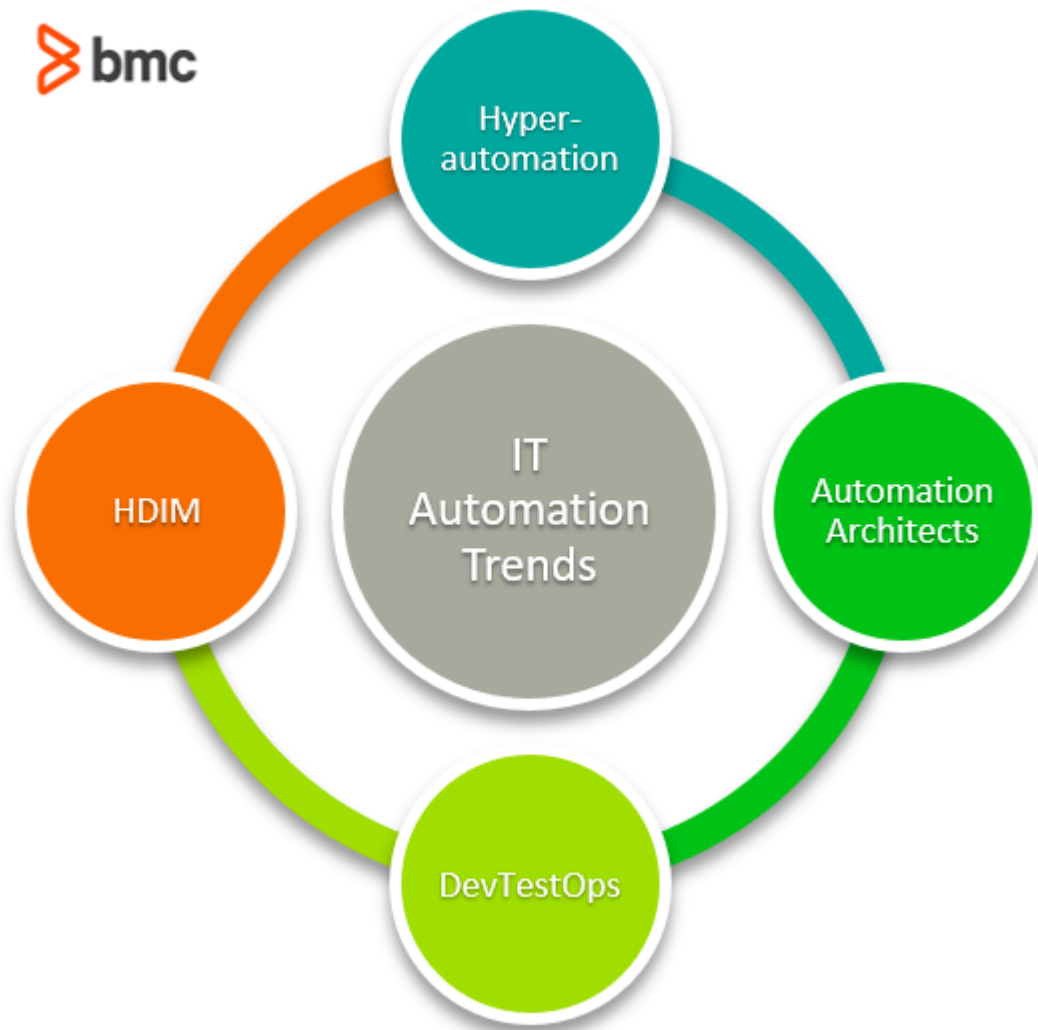 bmc
Hyper-
automation
HDIM
IT
Automation
Trends
Automation
Architects
DevTestOps